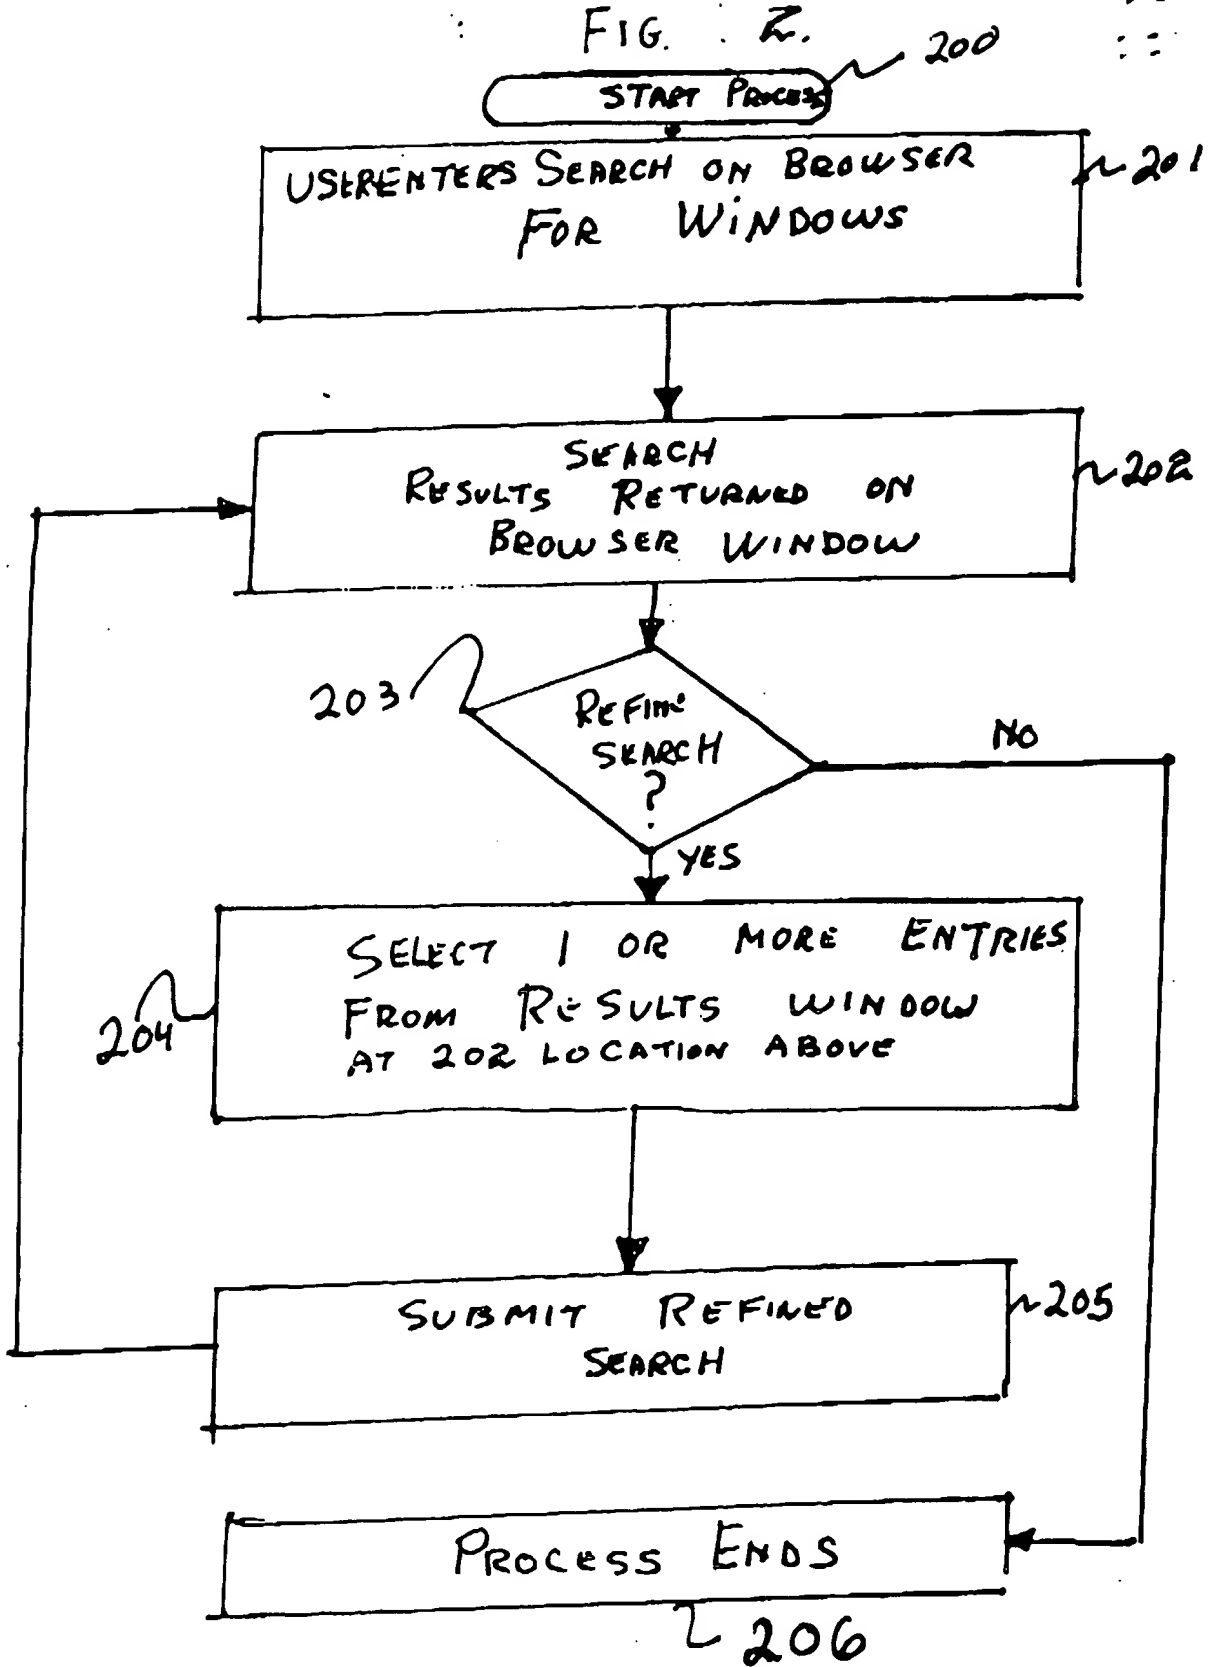 FIG. 2.
200
START PROCESS
USER ENTERS SEARCH ON BROWSER
FOR WINDOWS
201
SEARCH
RESULTS RETURNED ON
BROWSER WINDOW
202
203
REFINE
SEARCH
?
NO
YES
SELECT 1 OR MORE ENTRIES
FROM RESULTS WINDOW
AT 202 LOCATION ABOVE
204
SUBMIT REFINED
SEARCH
205
PROCESS ENDS
206